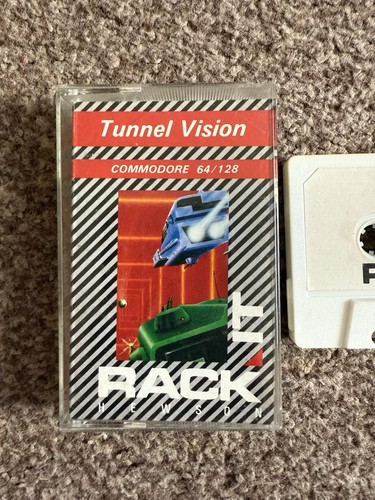 Tunnel Vision
COMMODORE 64/128
RACK
IT
HEWSON